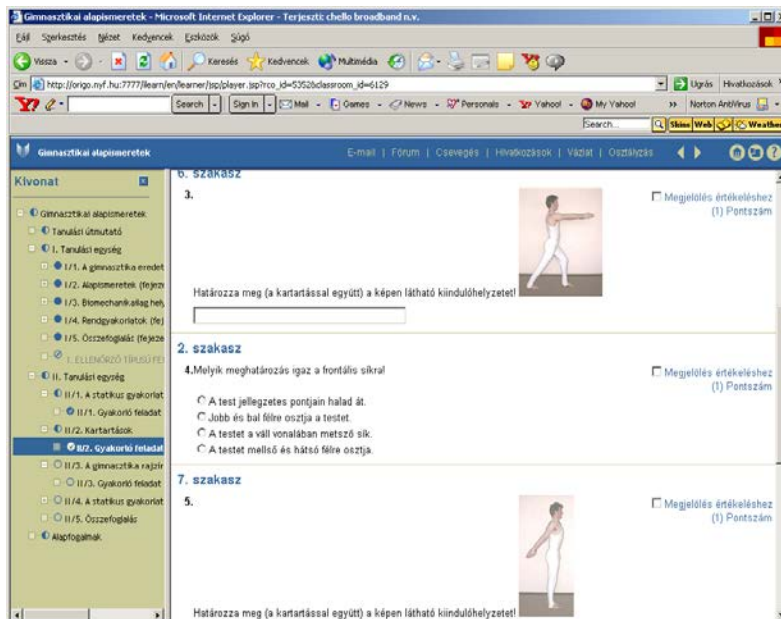 Gimnasztikai alapismeretek - Microsoft Internet Explorer - Terjeszti: chello broadband n.v.
Fájl Szerkesztés Nézet Kedvencek Eszközök Súgó
Vissza Keresés Kedvencek Multimédia
Cím http://origo.nyf.hu:7777/ilearn/en/learner/jsp/player.jsp?rco_id=5352&classroom_id=6129 Ugrás Hivatkozások
Search Sign In Mail Games News Personals Yahoo! My Yahoo! Norton AntiVirus
Search... Skins Web Weather
Gimnasztikai alapismeretek E-mail | Fórum | Csevegés | Hivatkozások | Vázlat | Osztályzás
Kivonat
Gimnasztikai alapismeretek
Tanulási útmutató
I. Tanulási egység
I/1. A gimnasztika eredet
I/2. Alapismeretek (fejeze
I/3. Biomechanikailag hely
I/4. Rendgyakorlatok (fej
I/5. Összefoglalás (fejeze
I. ELLENŐRZŐ TÍPUSÚ FE
II. Tanulási egység
II/1. A statikus gyakorlat
II/1. Gyakorló feladat
II/2. Kartartások
II/2. Gyakorló feladat
II/3. A gimnasztika rajzír
II/3. Gyakorló feladat
II/4. A statikus gyakorlat
II/5. Összefoglalás
Alapfogalmak
6. szakasz
3.
Megjelölés értékeléshez
(1) Pontszám
Határozza meg (a kartartással együtt) a képen látható kiindulóhelyzetet!
2. szakasz
4.Melyik meghatározás igaz a frontális síkra!
Megjelölés értékeléshez
(1) Pontszám
A test jellegzetes pontjain halad át.
Jobb és bal félre osztja a testet.
A testet a váll vonalában metsző sík.
A testet mellső és hátsó félre osztja.
7. szakasz
5.
Megjelölés értékeléshez
(1) Pontszám
Határozza meg (a kartartással együtt) a képen látható kiindulóhelyzetet!